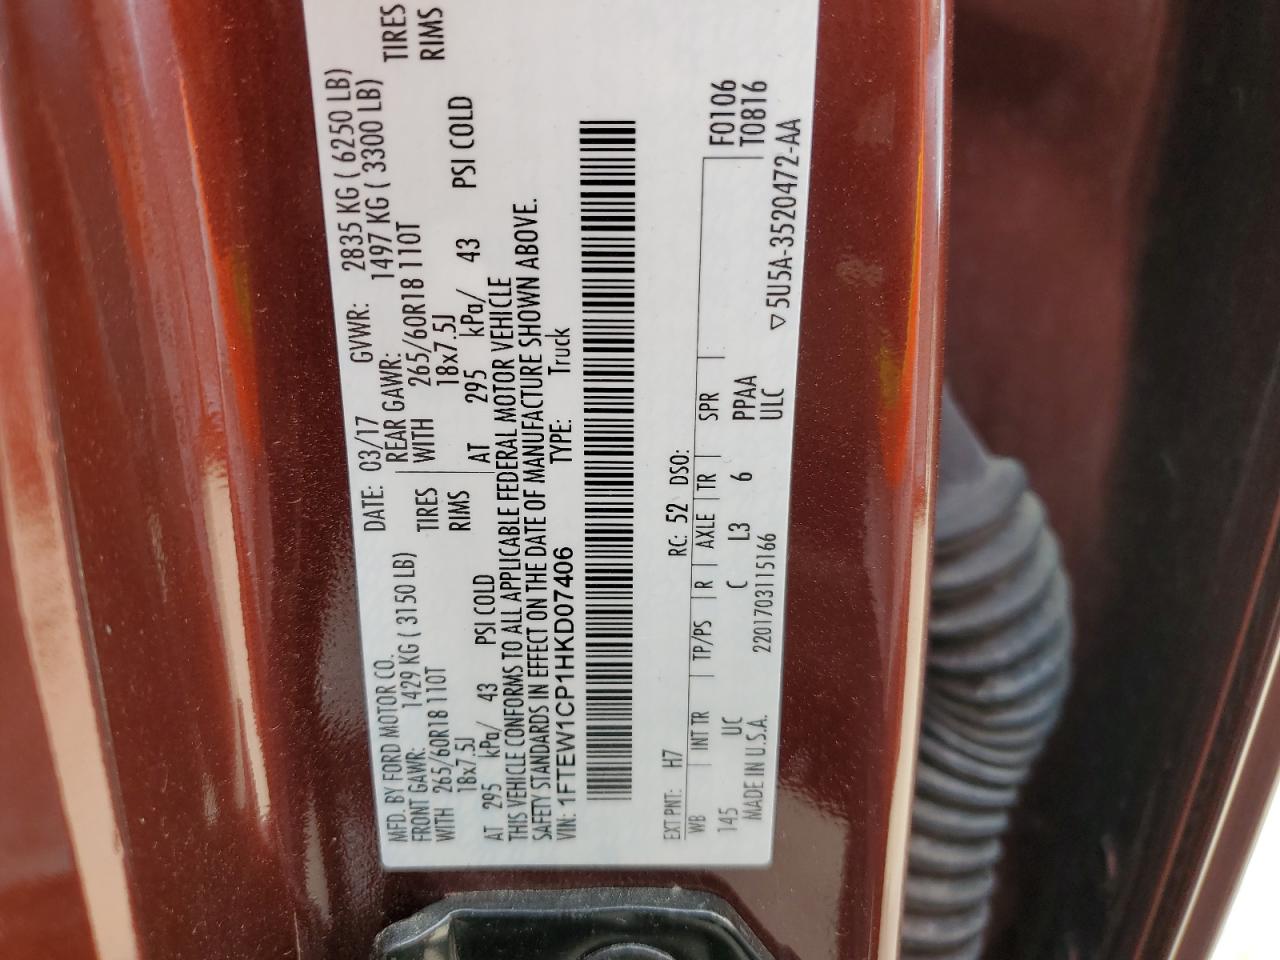 MFD. BY FORD MOTOR CO. DATE: 03/17 GVWR: 2835 KG ( 6250 LB)
FRONT GAWR: 1429 KG ( 3150 LB) REAR GAWR: 1497 KG ( 3300 LB)
WITH 265/60R18 110T TIRES WITH 265/60R18 110T TIRES
18x7.5J RIMS 18x7.5J RIMS
AT 295 kPa/ 43 PSI COLD AT 295 kPa/ 43 PSI COLD
THIS VEHICLE CONFORMS TO ALL APPLICABLE FEDERAL MOTOR VEHICLE
SAFETY STANDARDS IN EFFECT ON THE DATE OF MANUFACTURE SHOWN ABOVE.
VIN: 1FTEW1CP1HKD07406 TYPE: Truck
EXT PNT: H7 RC: 52 DSO:
WB INT TR TP/PS R AXLE TR SPR F0106
145 UC C L3 6 PPAA T0816
MADE IN U.S.A. 2201703115166 ULC
▽5U5A-3520472-AA